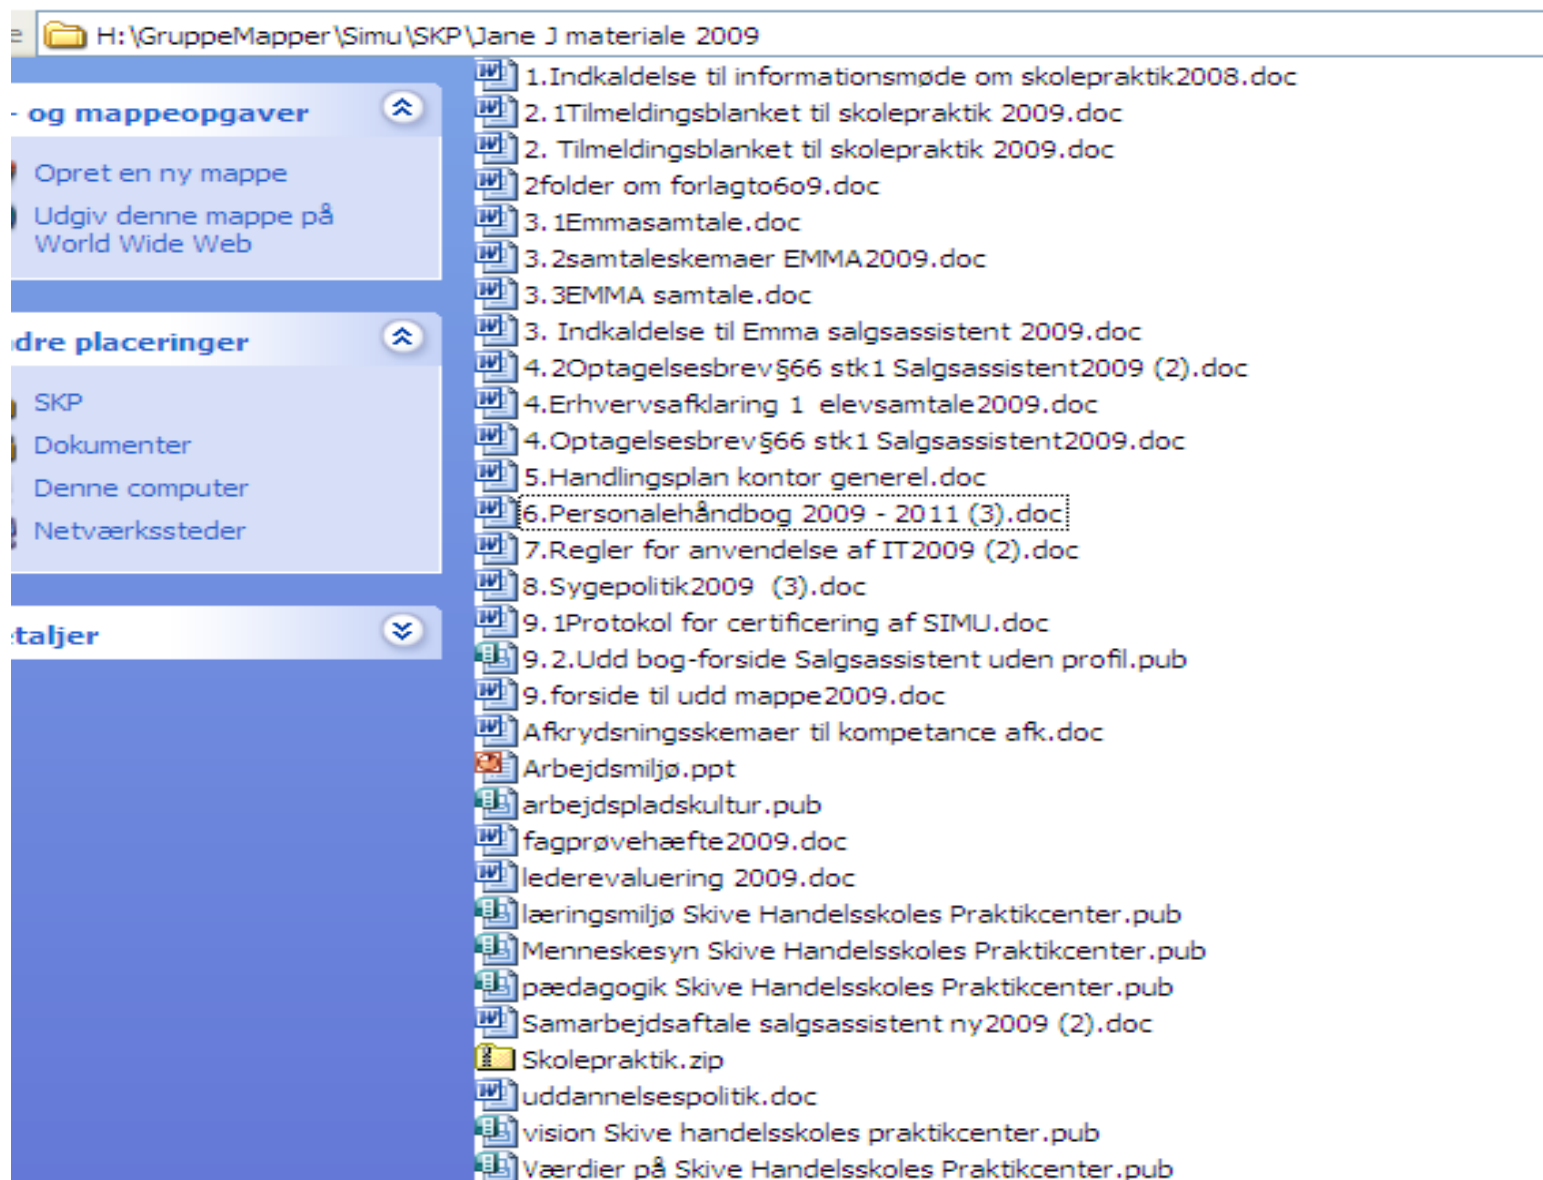 H:\GruppeMapper\Simu\SKP\Jane J materiale 2009
og mappeopgaver
Opret en ny mappe
Udgiv denne mappe på
World Wide Web
dre placeringer
SKP
Dokumenter
Denne computer
Netværkssteder
taljer
1.Indkaldelse til informationsmøde om skolepraktik2008.doc
2.1Tilmeldingsblanket til skolepraktik 2009.doc
2. Tilmeldingsblanket til skolepraktik 2009.doc
2folder om forlagto6o9.doc
3.1Emmasamtale.doc
3.2samtaleskemaer EMMA2009.doc
3.3EMMA samtale.doc
3. Indkaldelse til Emma salgsassistent 2009.doc
4.2Optagelsesbrev§66 stk1 Salgsassistent2009 (2).doc
4.Erhvervsafklaring 1  elevsamtale2009.doc
4.Optagelsesbrev§66 stk1 Salgsassistent2009.doc
5.Handlingsplan kontor generel.doc
6.Personalehåndbog 2009 - 2011 (3).doc
7.Regler for anvendelse af IT2009 (2).doc
8.Sygepolitik2009  (3).doc
9.1Protokol for certificering af SIMU.doc
9.2.Udd bog-forside Salgsassistent uden profil.pub
9.forside til udd mappe2009.doc
Afkrydsningsskemaer til kompetance afk.doc
Arbejdsmiljø.ppt
arbejdspladskultur.pub
fagprøvehæfte2009.doc
lederevaluering 2009.doc
læringsmiljø Skive Handelsskoles Praktikcenter.pub
Menneskesyn Skive Handelsskoles Praktikcenter.pub
pædagogik Skive Handelsskoles Praktikcenter.pub
Samarbejdsaftale salgsassistent ny2009 (2).doc
Skolepraktik.zip
uddannelsespolitik.doc
vision Skive handelsskoles praktikcenter.pub
Værdier på Skive Handelsskoles Praktikcenter.pub